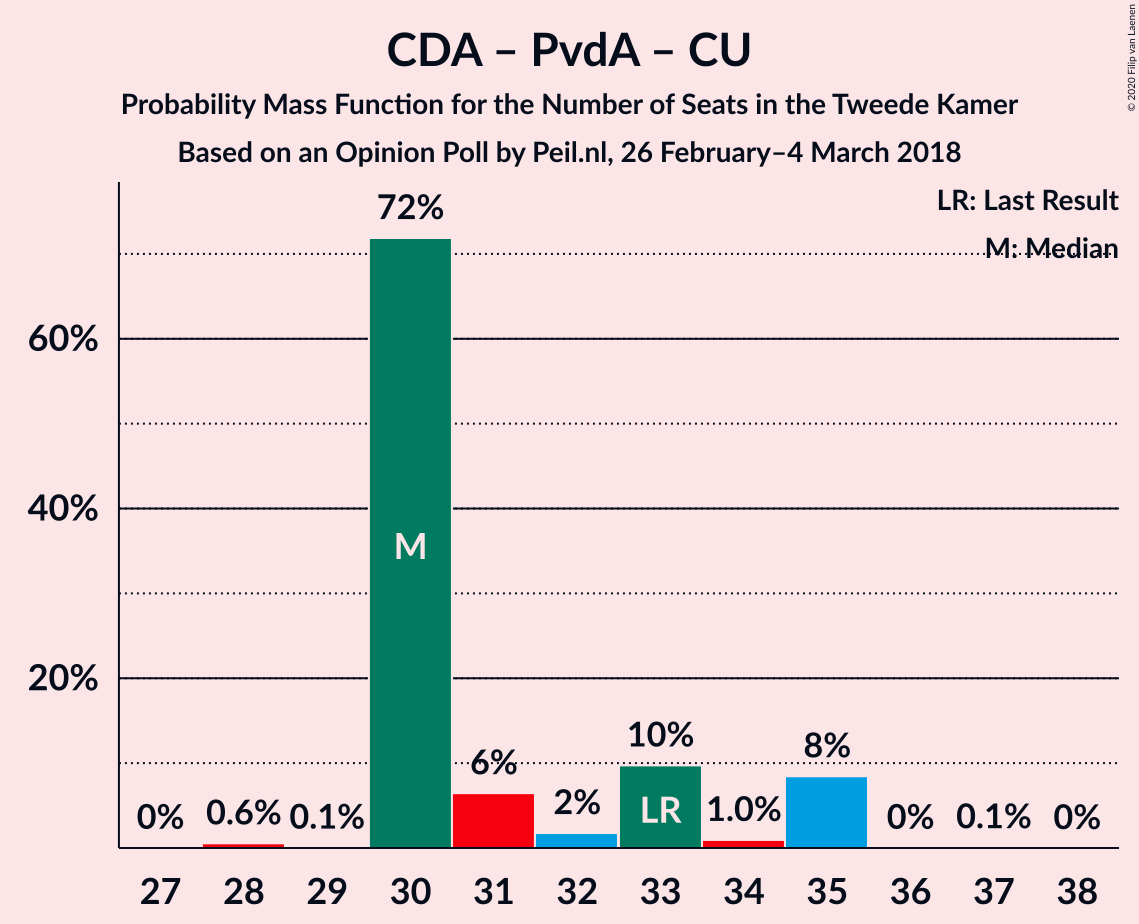 CDA – PvdA – CU
Probability Mass Function for the Number of Seats in the Tweede Kamer
Based on an Opinion Poll by Peil.nl, 26 February–4 March 2018
© 2020 Filip van Laenen
LR: Last Result
M: Median
60%
40%
20%
0%
0.6%
0.1%
72%
6%
2%
10%
1.0%
8%
0%
0.1%
0%
M
LR
27 28 29 30 31 32 33 34 35 36 37 38